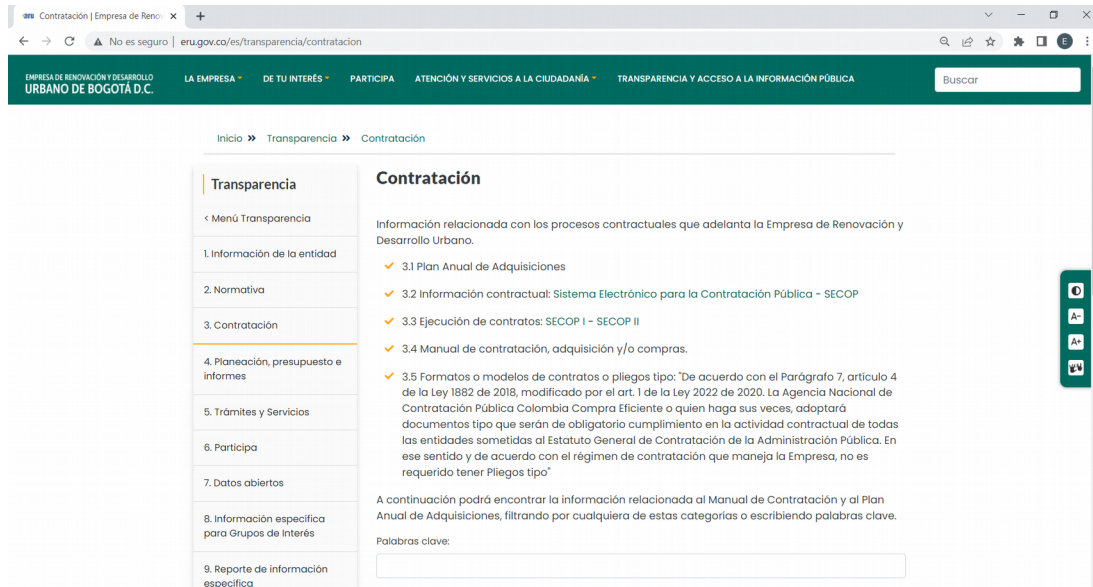 eru Contratación | Empresa de Renov
No es seguro | eru.gov.co/es/transparencia/contratacion
E
EMPRESA DE RENOVACIÓN Y DESARROLLO
URBANO DE BOGOTÁ D.C.
LA EMPRESA
DE TU INTERÉS
PARTICIPA
ATENCIÓN Y SERVICIOS A LA CIUDADANÍA
TRANSPARENCIA Y ACCESO A LA INFORMACIÓN PÚBLICA
Buscar
Inicio » Transparencia » Contratación
Transparencia
< Menú Transparencia
1. Información de la entidad
2. Normativa
3. Contratación
4. Planeación, presupuesto e
informes
5. Trámites y Servicios
6. Participa
7. Datos abiertos
8. Información específica
para Grupos de Interés
9. Reporte de información
específica
Contratación
Información relacionada con los procesos contractuales que adelanta la Empresa de Renovación y
Desarrollo Urbano.
3.1 Plan Anual de Adquisiciones
3.2 Información contractual: Sistema Electrónico para la Contratación Pública - SECOP
3.3 Ejecución de contratos: SECOP I - SECOP II
3.4 Manual de contratación, adquisición y/o compras.
3.5 Formatos o modelos de contratos o pliegos tipo: "De acuerdo con el Parágrafo 7, artículo 4
de la Ley 1882 de 2018, modificado por el art. 1 de la Ley 2022 de 2020. La Agencia Nacional de
Contratación Pública Colombia Compra Eficiente o quien haga sus veces, adoptará
documentos tipo que serán de obligatorio cumplimiento en la actividad contractual de todas
las entidades sometidas al Estatuto General de Contratación de la Administración Pública. En
ese sentido y de acuerdo con el régimen de contratación que maneja la Empresa, no es
requerido tener Pliegos tipo"
A continuación podrá encontrar la información relacionada al Manual de Contratación y al Plan
Anual de Adquisiciones, filtrando por cualquiera de estas categorías o escribiendo palabras clave.
Palabras clave:
A-
A+